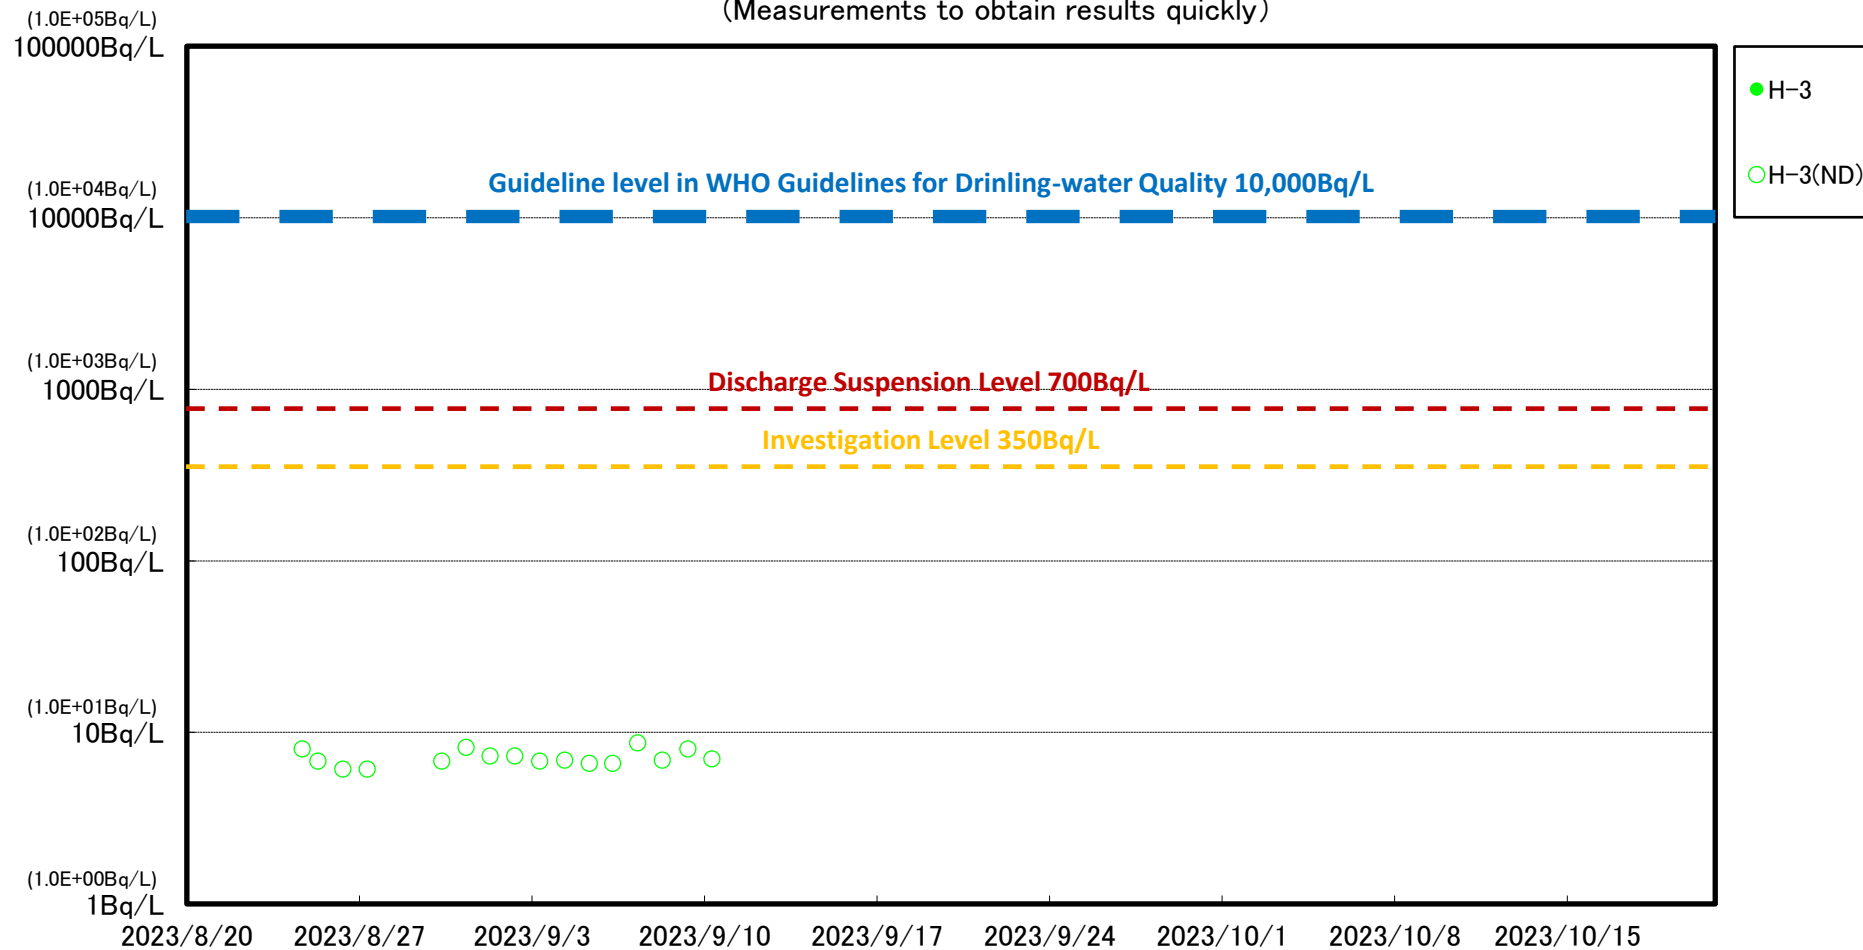 (Measurements to obtain results quickly)
(1.0E+05Bq/L)
100000Bq/L
H-3
H-3(ND)
Guideline level in WHO Guidelines for Drinling-water Quality 10,000Bq/L
(1.0E+04Bq/L)
10000Bq/L
(1.0E+03Bq/L)
1000Bq/L
Discharge Suspension Level 700Bq/L
Investigation Level 350Bq/L
(1.0E+02Bq/L)
100Bq/L
(1.0E+01Bq/L)
10Bq/L
(1.0E+00Bq/L)
1Bq/L
2023/8/20 2023/8/27 2023/9/3 2023/9/10 2023/9/17 2023/9/24 2023/10/1 2023/10/8 2023/10/15